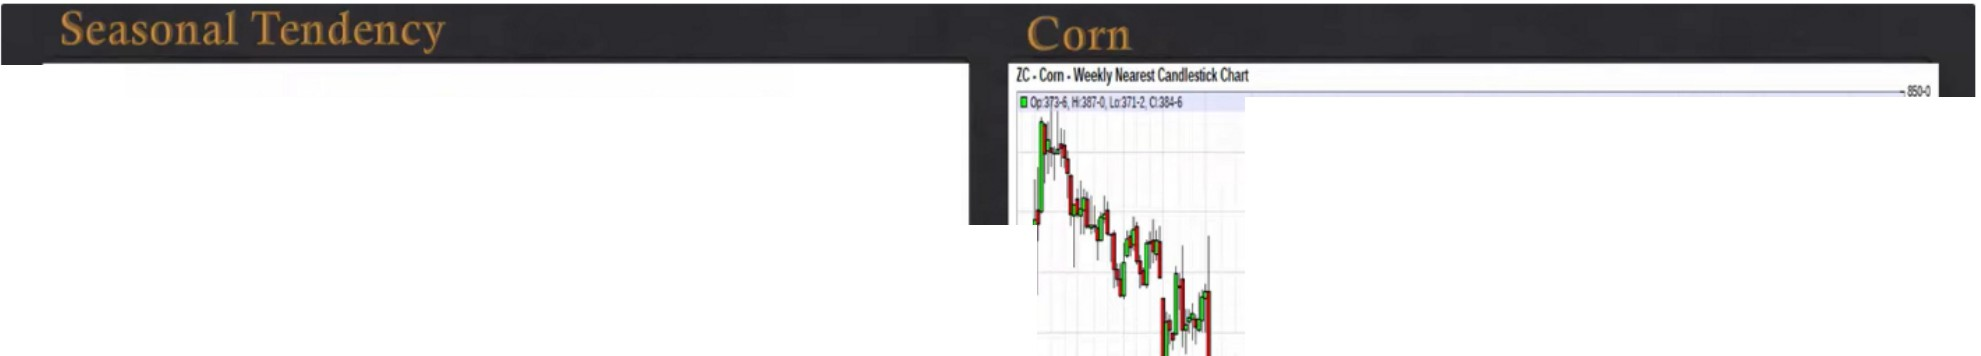 Seasonal Tendency
Corn
ZC - Corn - Weekly Nearest Candlestick Chart
Op:373-6, Hi:387-0, Lo:371-2, Cl:384-6
850-0